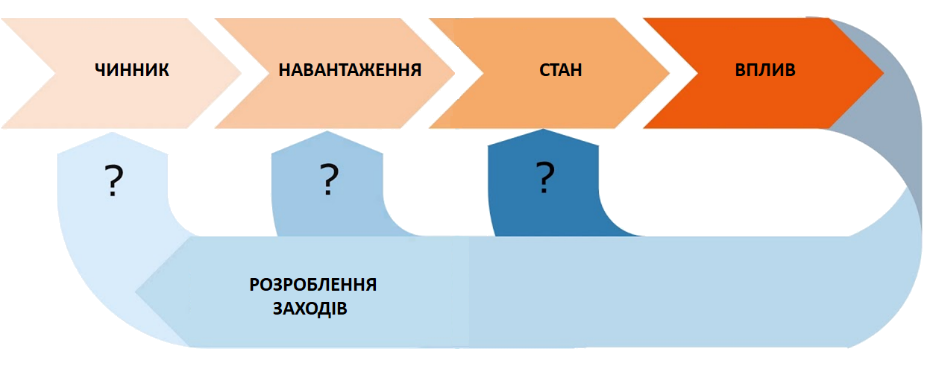 ЧИННИК
НАВАНТАЖЕННЯ
СТАН
ВПЛИВ
?
?
?
РОЗРОБЛЕННЯ
ЗАХОДІВ